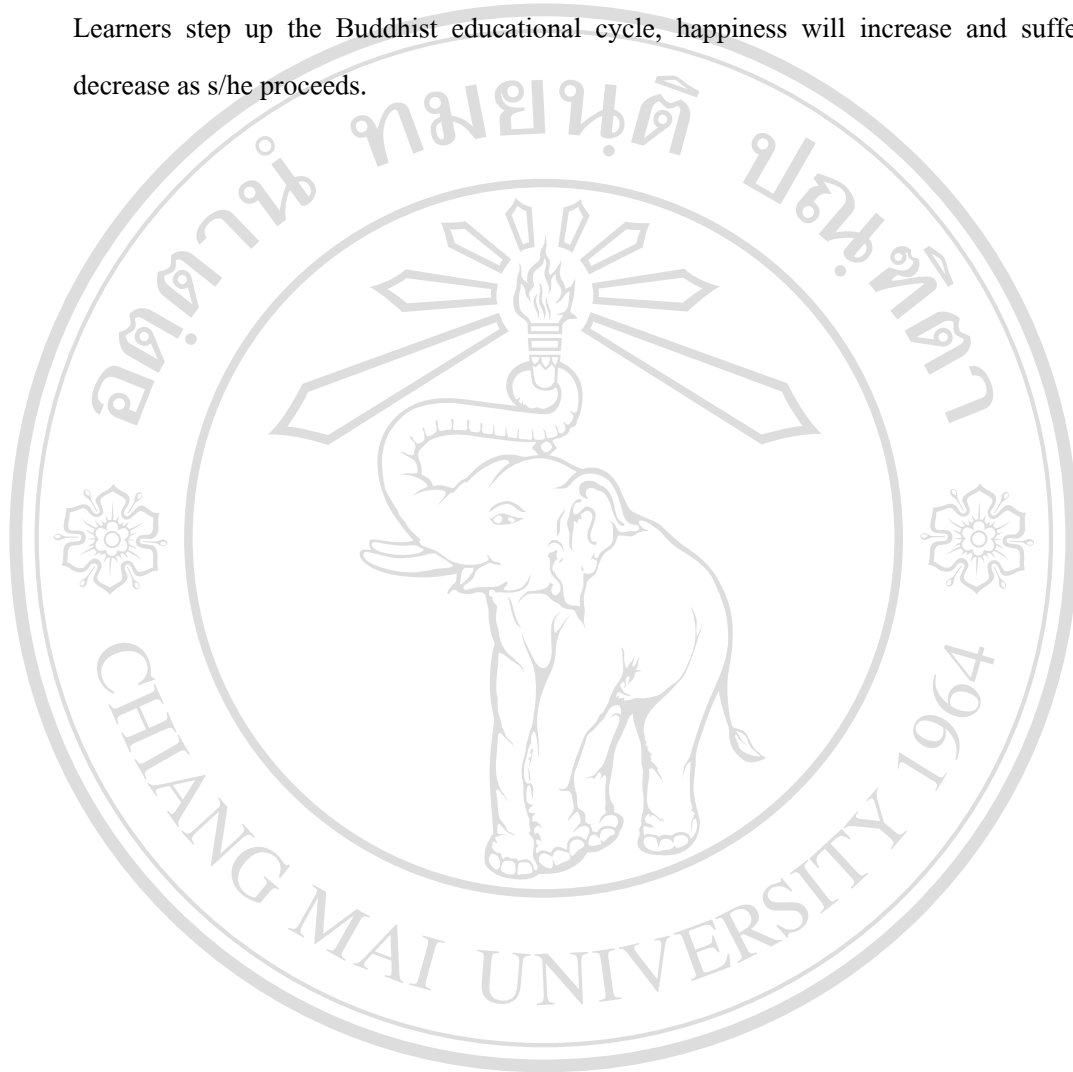 Learners step up the Buddhist educational cycle, happiness will increase and suffe
decrease as s/he proceeds.
อตฺตานํ ทมยนฺติ ปณฺฑิตา
CHIANG MAI UNIVERSITY 1964